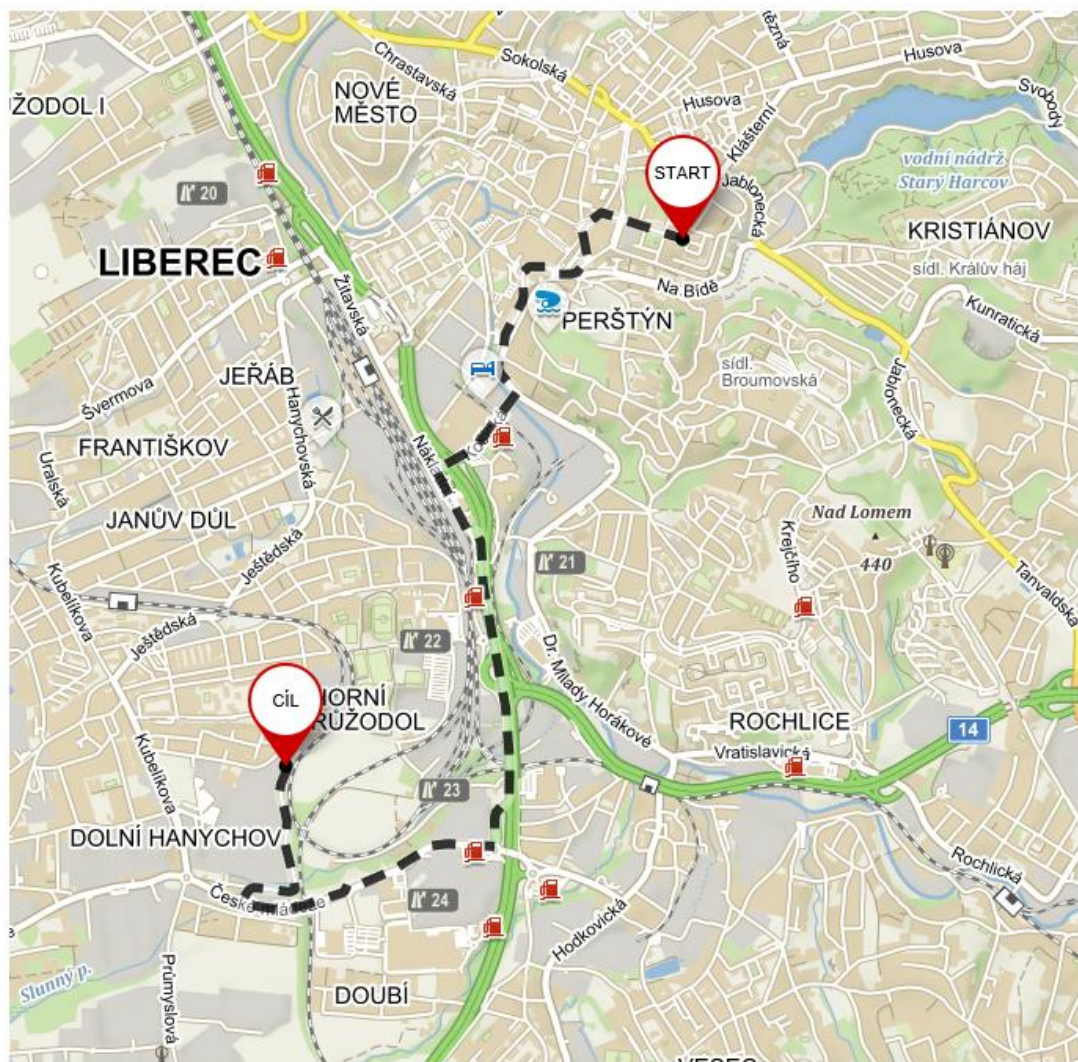 Sokolská
Chrastavská
Husova
Svobody
NOVÉ
MĚSTO
Husova
Klášterní
vodní nádrž
Starý Harcov
START
Jablonecká
20
KRISTIÁNOV
sídl. Králův háj
LIBEREC
Žitavská
Na Bídě
Kunratická
PERŠTÝN
sídl.
Broumovská
JEŘÁB
Švermova
Hanychovská
Jablonecká
FRANTIŠKOV
Uralská
JANŮV DŮL
Nad Lomem
440
Krejčího
21
Ještědská
Kubelíkova
Tanvaldská
Ještědská
22
Dr. Milady Horákové
CÍL
HORNÍ
RŮŽODOL
ROCHLICE
14
Vratislavická
Kubelíkova
23
DOLNÍ HANYCHOV
Rochlická
24
Hodkovická
Slunný p.
Průmyslová
DOUBÍ